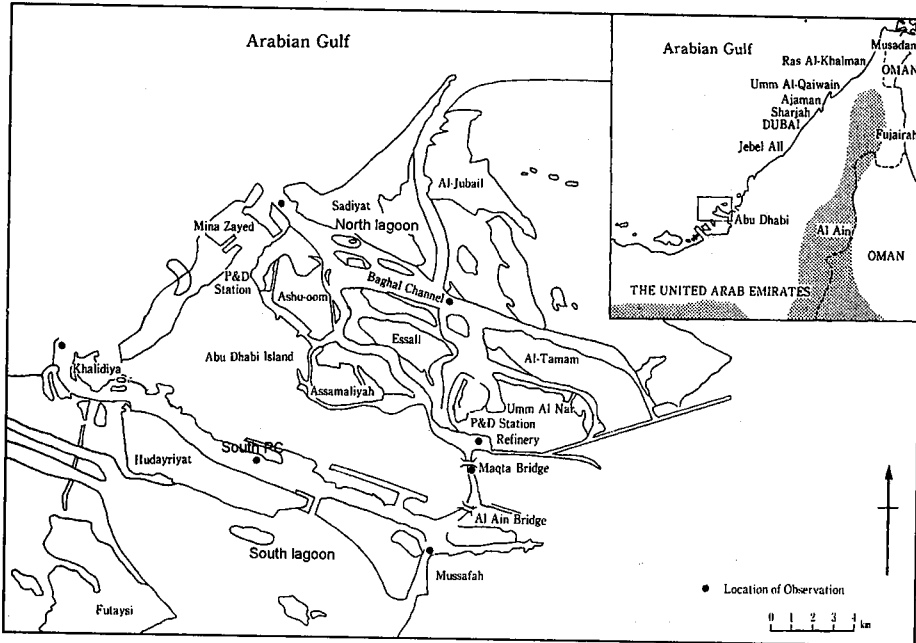 Arabian Gulf
Arabian Gulf
Musadam
Ras Al-Khalman
OMAN
Umm Al-Qaiwain
Ajaman
Sharjah
DUBAI
Fujairah
Jebel All
Abu Dhabi
Al Ain
OMAN
THE UNITED ARAB EMIRATES
Al-Jubail
Sadiyat
North lagoon
Mina Zayed
P&D
Station
Ashu-oom
Baghal Channel
Essall
Abu Dhabi Island
Al-Tamam
Khalidiya
Assamaliyah
Umm Al Nar
P&D Station
Refinery
South PC
Hudayriyat
Maqta Bridge
Al Ain Bridge
South lagoon
Mussafah
Futaysi
Location of Observation
0 1 2 3 4 km